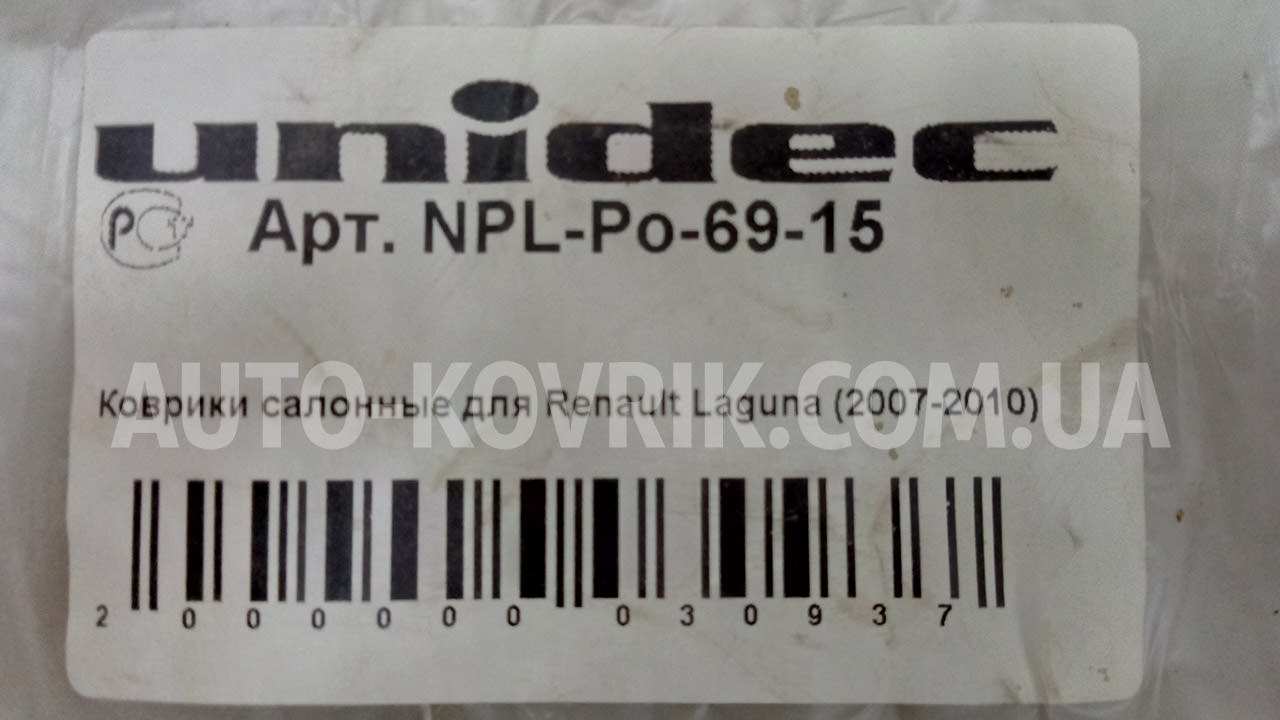 unidec
РС Арт. NPL-Po-69-15
AUTO-KOVRIK.COM.UA
Коврики салонные для Renault Laguna (2007-2010)
2 000000 030937